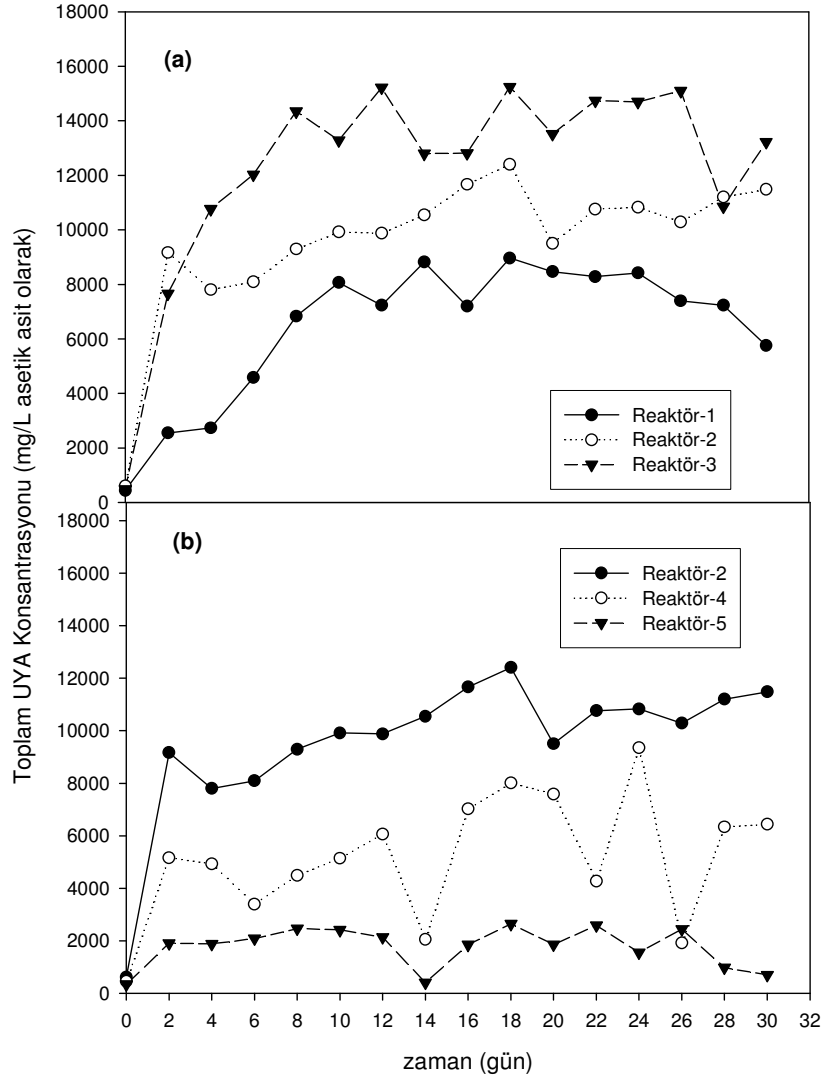 Toplam UYA Konsantrasyonu (mg/L asetik asit olarak)
18000
16000
14000
12000
10000
8000
6000
4000
2000
0
(a)
Reaktör-1
Reaktör-2
Reaktör-3
18000
16000
14000
12000
10000
8000
6000
4000
2000
0
(b)
Reaktör-2
Reaktör-4
Reaktör-5
0 2 4 6 8 10 12 14 16 18 20 22 24 26 28 30 32
zaman (gün)